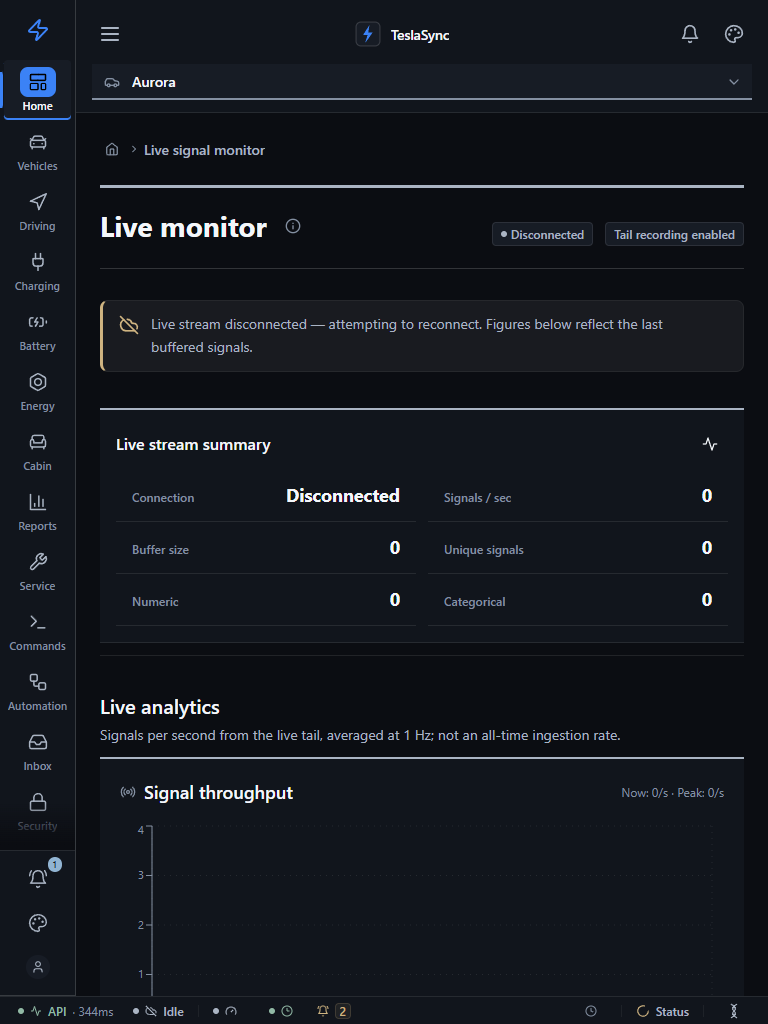 TeslaSync
Aurora
Home
Vehicles
Driving
Charging
Battery
Energy
Cabin
Reports
Service
Commands
Automation
Inbox
Security
1
Live signal monitor
Live monitor
Disconnected
Tail recording enabled
Live stream disconnected — attempting to reconnect. Figures below reflect the last
buffered signals.
Live stream summary
Connection Disconnected
Signals / sec 0
Buffer size 0
Unique signals 0
Numeric 0
Categorical 0
Live analytics
Signals per second from the live tail, averaged at 1 Hz; not an all-time ingestion rate.
Signal throughput
Now: 0/s · Peak: 0/s
4
3
2
1
API · 344ms
Idle
2
Status